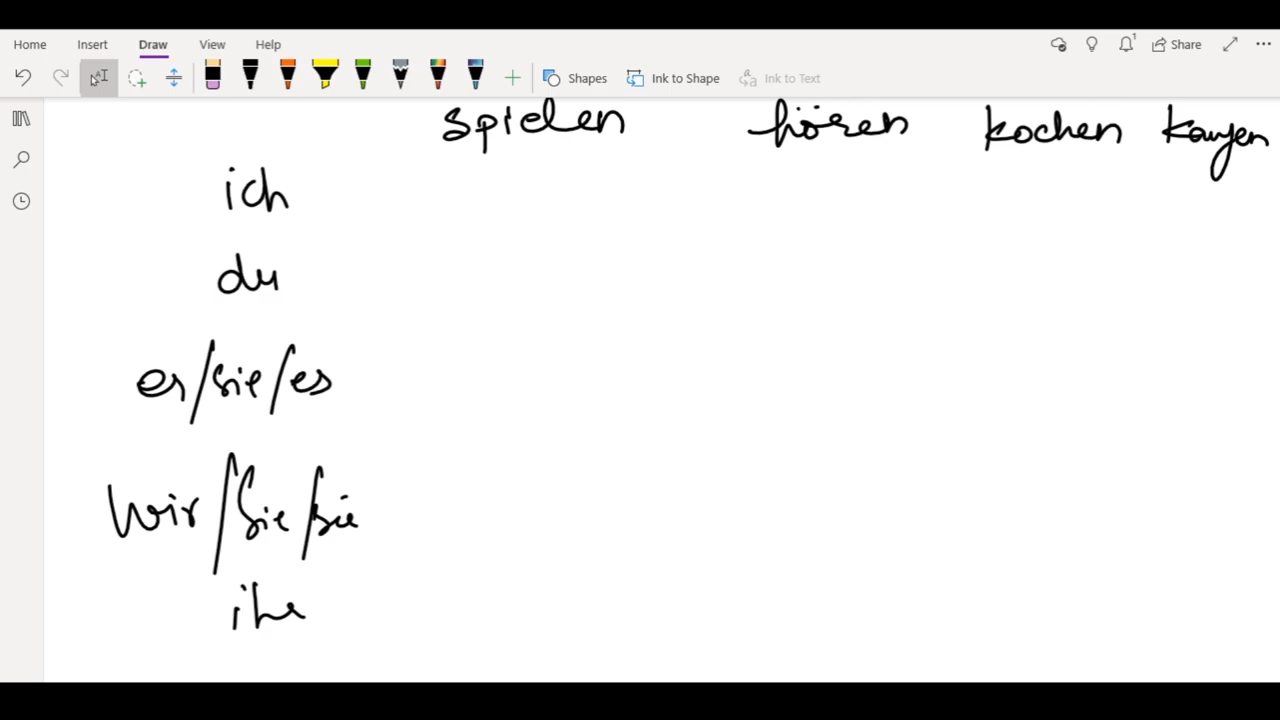 Home Insert Draw View Help
Share
Shapes Ink to Shape Ink to Text
spielen hören kochen kaufen
ich
du
er/sie/es
Wir/Sie/sie
ihr